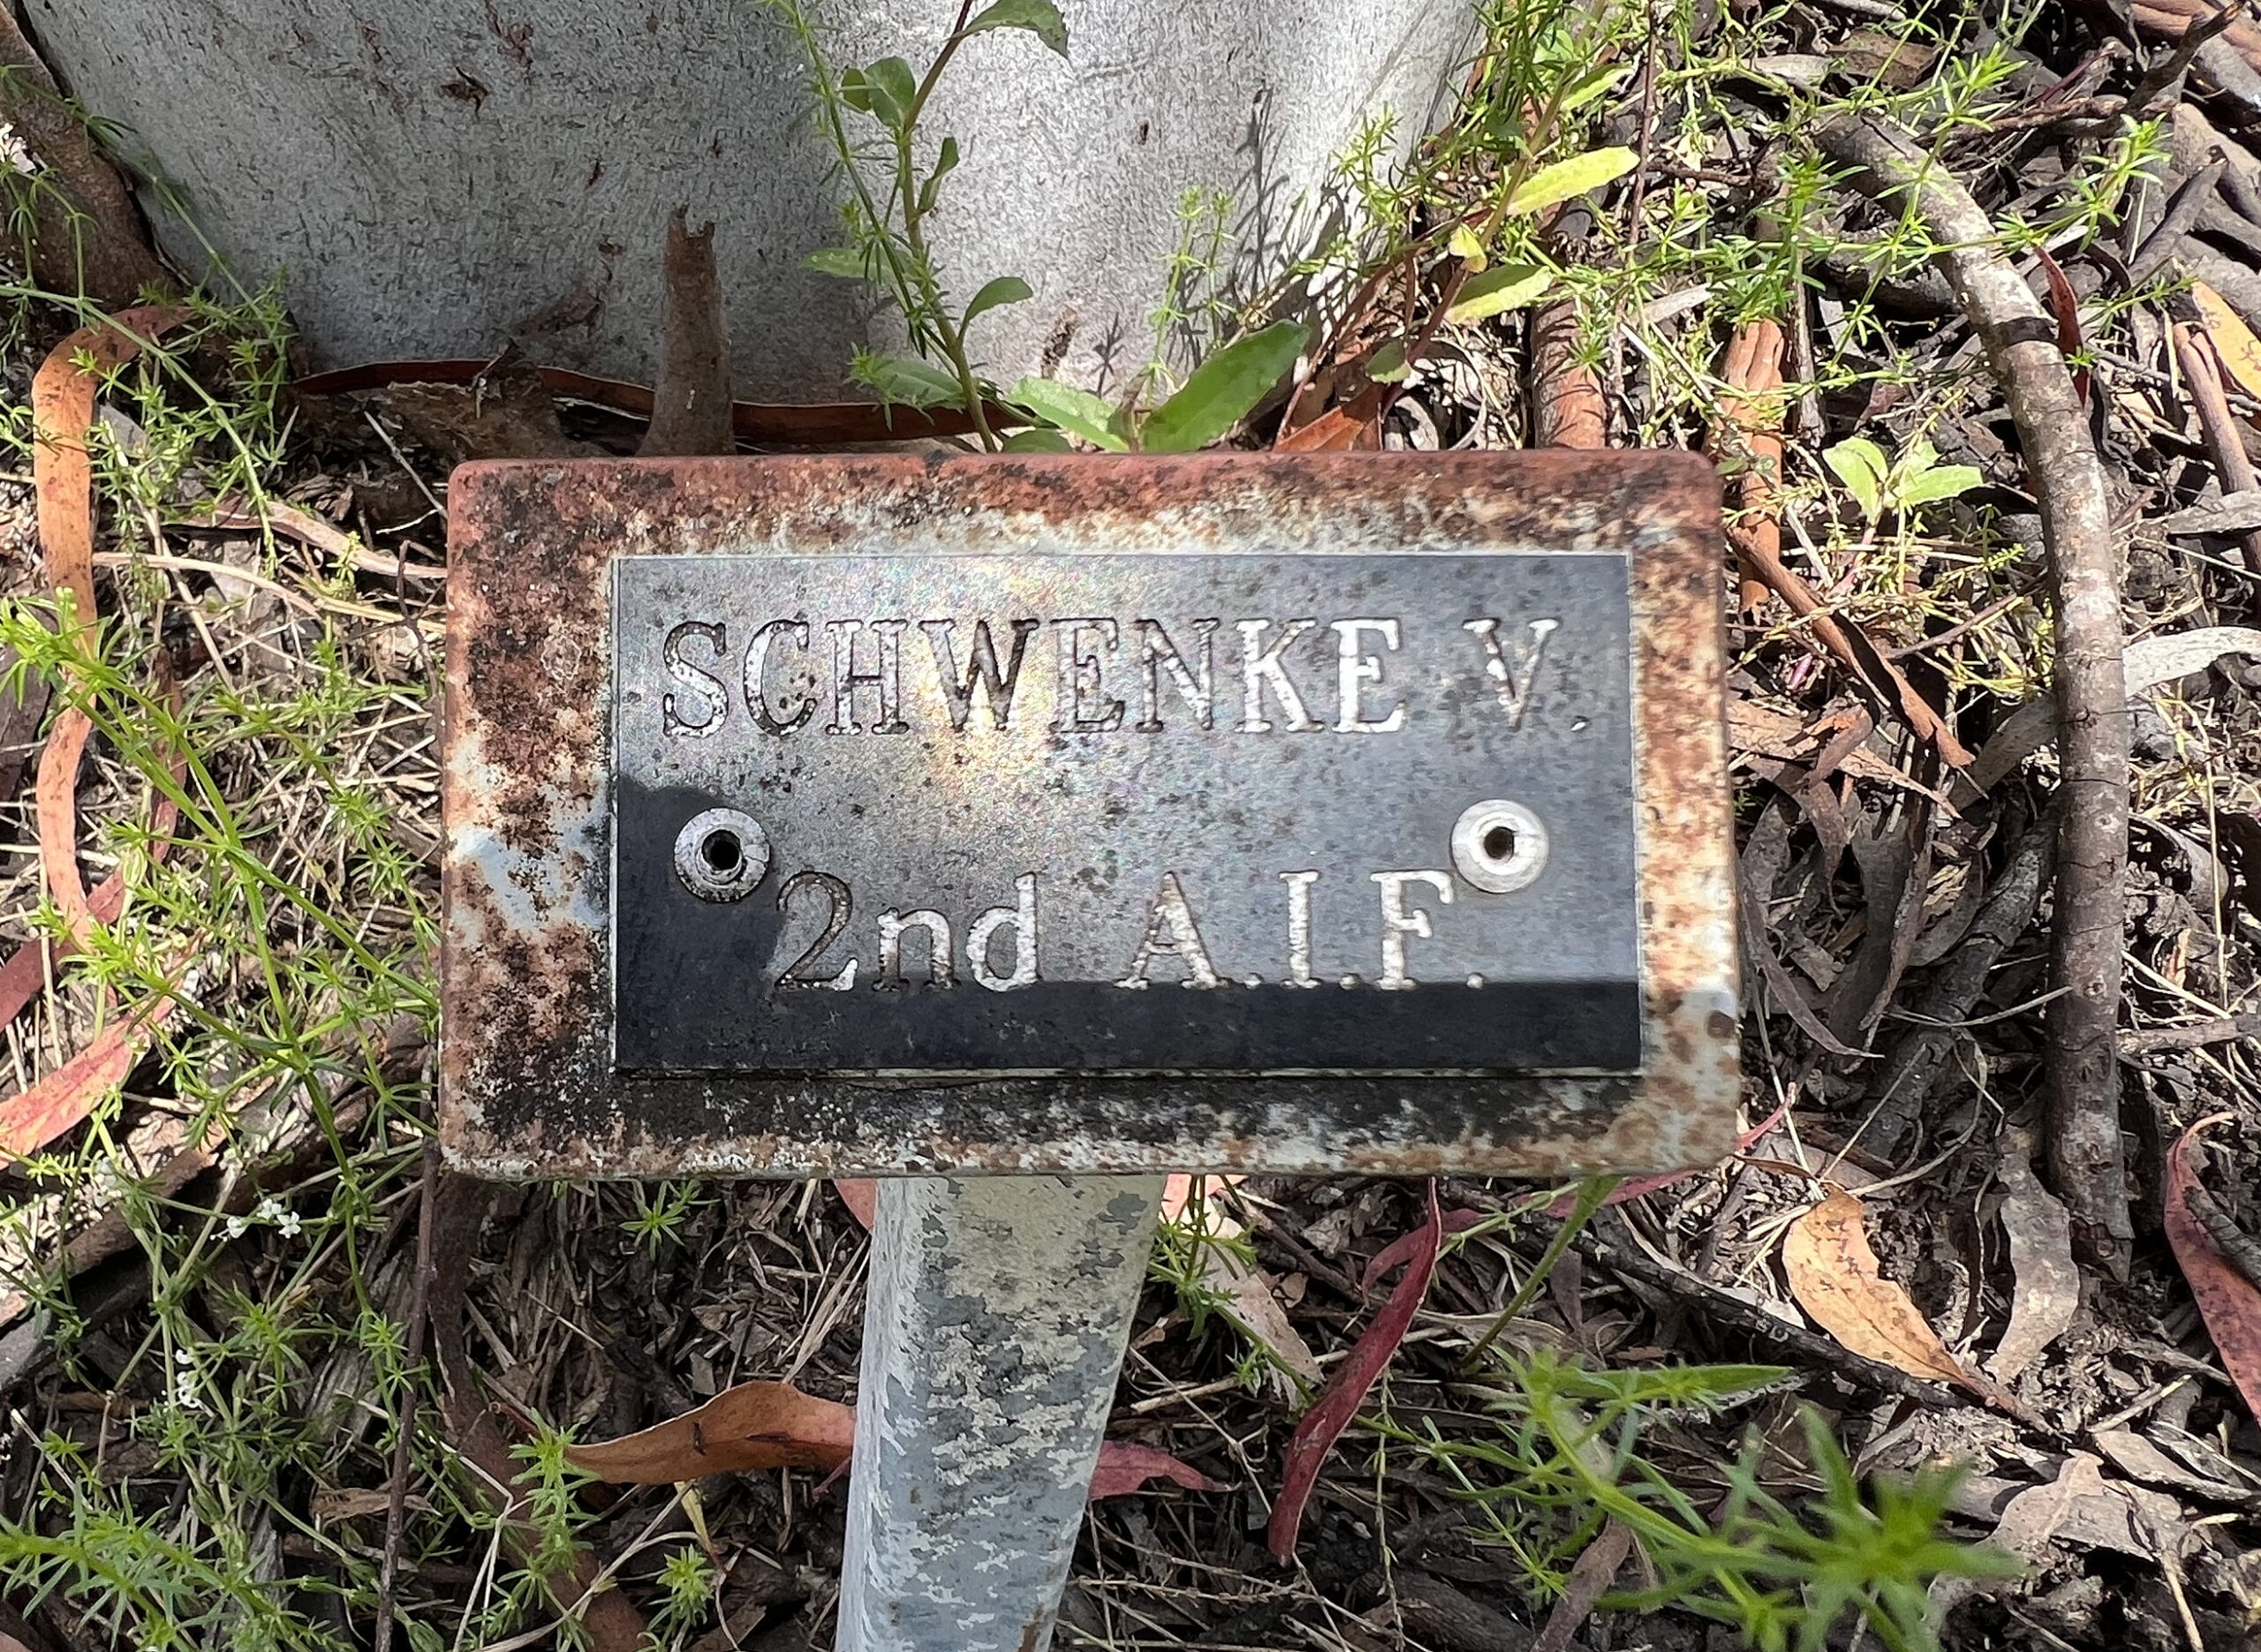 SCHWENKE V.
2nd A.I.F.